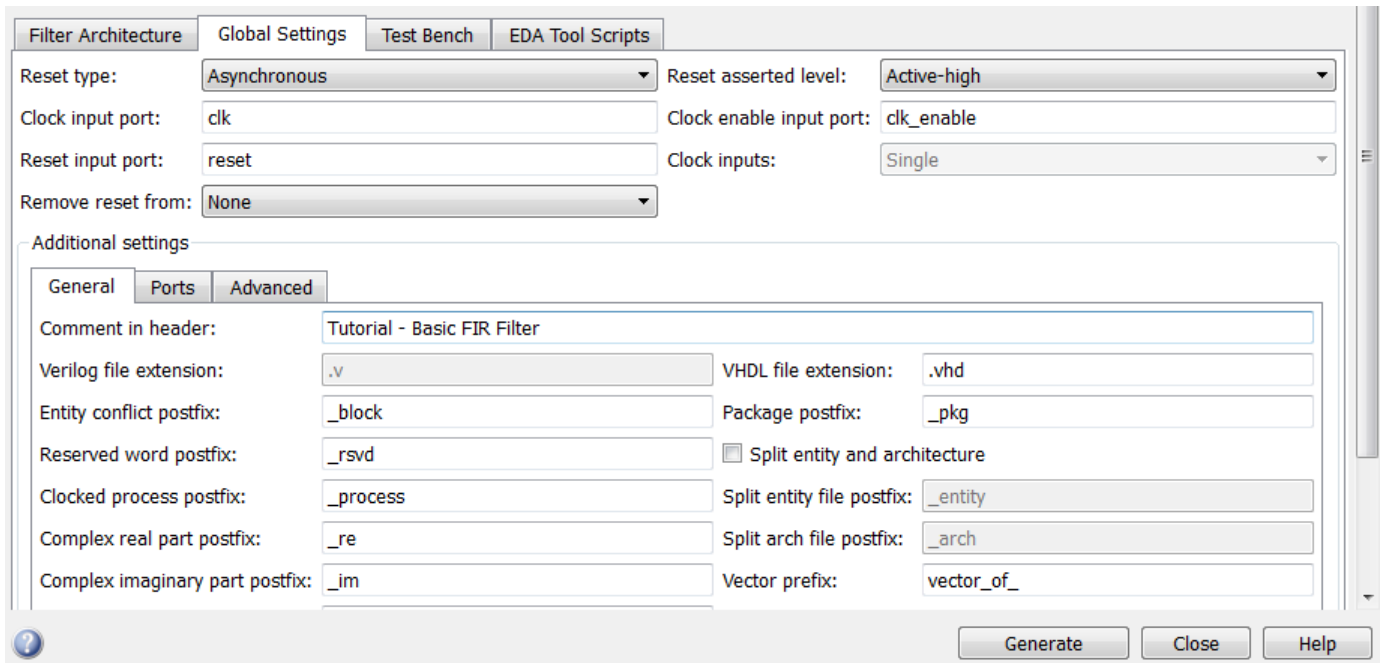 Filter Architecture Global Settings Test Bench EDA Tool Scripts
Reset type: Asynchronous Reset asserted level: Active-high
Clock input port: clk Clock enable input port: clk_enable
Reset input port: reset Clock inputs: Single
Remove reset from: None
Additional settings
General Ports Advanced
Comment in header: Tutorial - Basic FIR Filter
Verilog file extension: .v VHDL file extension: .vhd
Entity conflict postfix: _block Package postfix: _pkg
Reserved word postfix: _rsvd Split entity and architecture
Clocked process postfix: _process Split entity file postfix: _entity
Complex real part postfix: _re Split arch file postfix: _arch
Complex imaginary part postfix: _im Vector prefix: vector_of_
? Generate Close Help